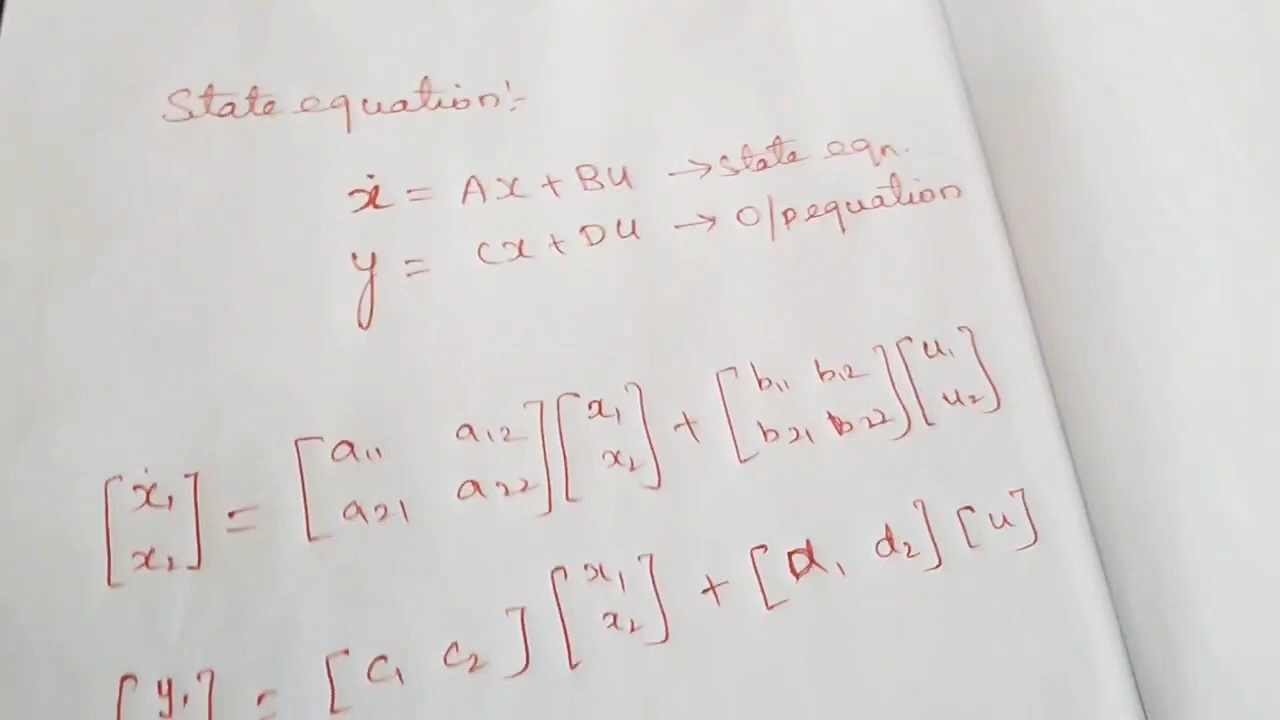 State equation:-
ẋ = Ax + Bu → state eqn.
y = Cx + Du → O/p equation
[ẋ₁ x₂] = [a₁₁ a₁₂ a₂₁ a₂₂] [x₁ x₂] + [b₁₁ b₁₂ b₂₁ b₂₂] [u₁ u₂]
[y₁] = [c₁ c₂] [x₁ x₂] + [d₁ d₂] [u]